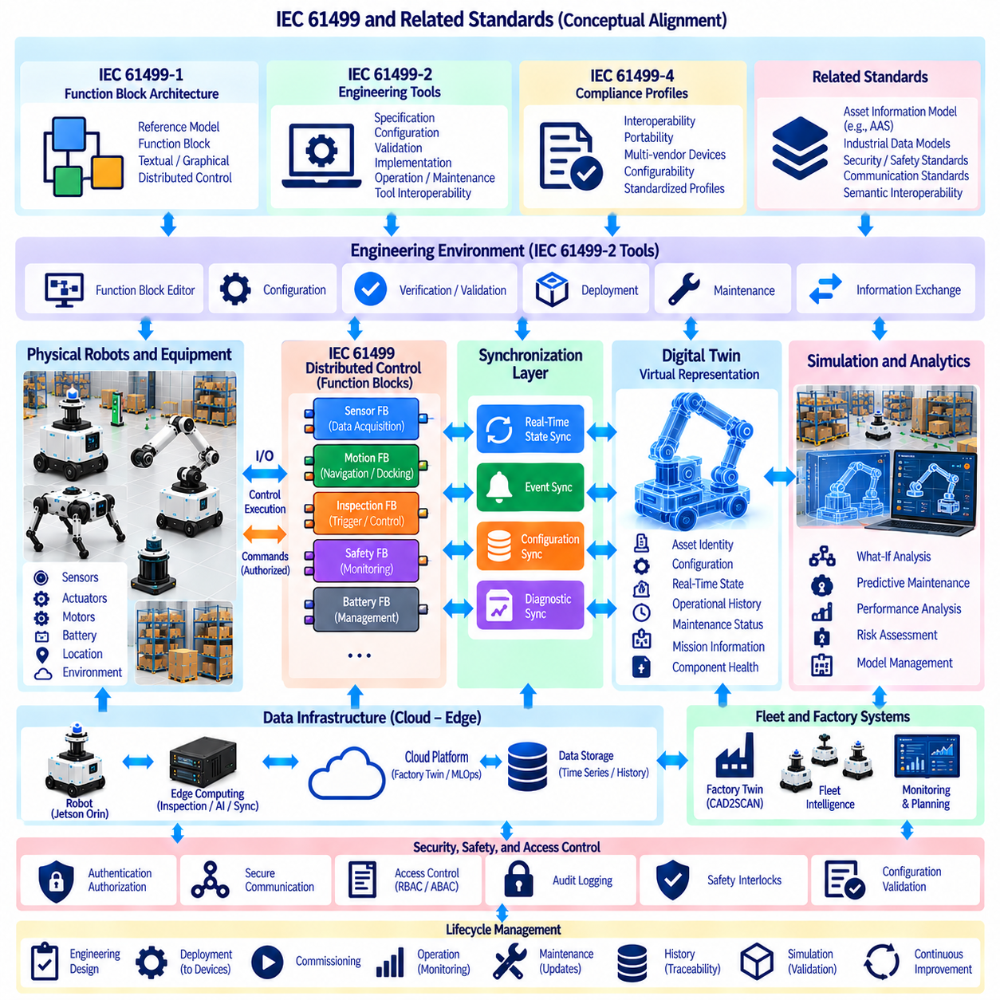 IEC 61499 and Related Standards (Conceptual Alignment)
IEC 61499-1
Function Block Architecture
Reference Model
Function Block
Textual / Graphical
Distributed Control
IEC 61499-2
Engineering Tools
Specification
Configuration
Validation
Implementation
Operation / Maintenance
Tool Interoperability
IEC 61499-4
Compliance Profiles
Interoperability
Portability
Multi-vendor Devices
Configurability
Standardized Profiles
Related Standards
Asset Information Model
(e.g., AAS)
Industrial Data Models
Security / Safety Standards
Communication Standards
Semantic Interoperability
Engineering Environment (IEC 61499-2 Tools)
Function Block Editor
Configuration
Verification / Validation
Deployment
Maintenance
Information Exchange
Physical Robots and Equipment
Sensors
Actuators
Motors
Battery
Location
Environment
I/O
Control
Execution
Commands
(Authorized)
IEC 61499
Distributed Control
(Function Blocks)
Sensor FB
(Data Acquisition)
Motion FB
(Navigation / Docking)
Inspection FB
(Trigger / Control)
Safety FB
(Monitoring)
Battery FB
(Management)
...
Synchronization
Layer
Real-Time
State Sync
Event Sync
Configuration
Sync
Diagnostic
Sync
Digital Twin
Virtual Representation
Asset Identity
Configuration
Real-Time State
Operational History
Maintenance Status
Mission Information
Component Health
Simulation and Analytics
What-If Analysis
Predictive Maintenance
Performance Analysis
Risk Assessment
Model Management
Data Infrastructure (Cloud – Edge)
Robot
(Jetson Orin)
Edge Computing
(Inspection / AI / Sync)
Cloud Platform
(Factory Twin / MLOps)
Data Storage
(Time Series / History)
Fleet and Factory Systems
Factory Twin
(CAD2SCAN)
Fleet
Intelligence
Monitoring
& Planning
Security, Safety, and Access Control
Authentication
Authorization
Secure
Communication
Access Control
(RBAC / ABAC)
Audit Logging
Safety Interlocks
Configuration
Validation
Lifecycle Management
Engineering
Design
Deployment
(to Devices)
Commissioning
Operation
(Monitoring)
Maintenance
(Updates)
History
(Traceability)
Simulation
(Validation)
Continuous
Improvement